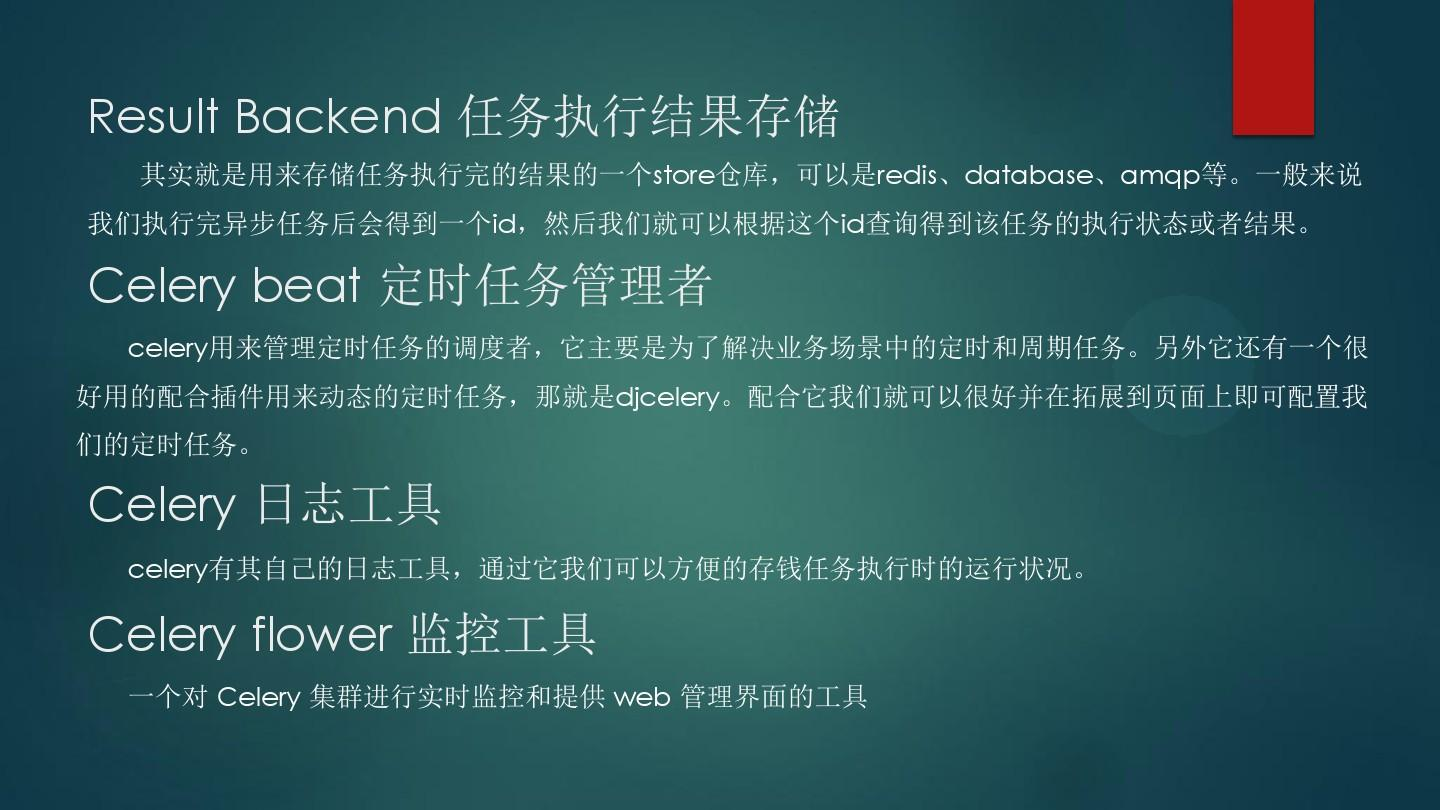 Result Backend 任务执行结果存储
其实就是用来存储任务执行完的结果的一个store仓库，可以是redis、database、amqp等。一般来说
我们执行完异步任务后会得到一个id，然后我们就可以根据这个id查询得到该任务的执行状态或者结果。
Celery beat 定时任务管理者
celery用来管理定时任务的调度者，它主要是为了解决业务场景中的定时和周期任务。另外它还有一个很
好用的配合插件用来动态的定时任务，那就是djcelery。配合它我们就可以很好并在拓展到页面上即可配置我
们的定时任务。
Celery 日志工具
celery有其自己的日志工具，通过它我们可以方便的存钱任务执行时的运行状况。
Celery flower 监控工具
一个对 Celery 集群进行实时监控和提供 web 管理界面的工具